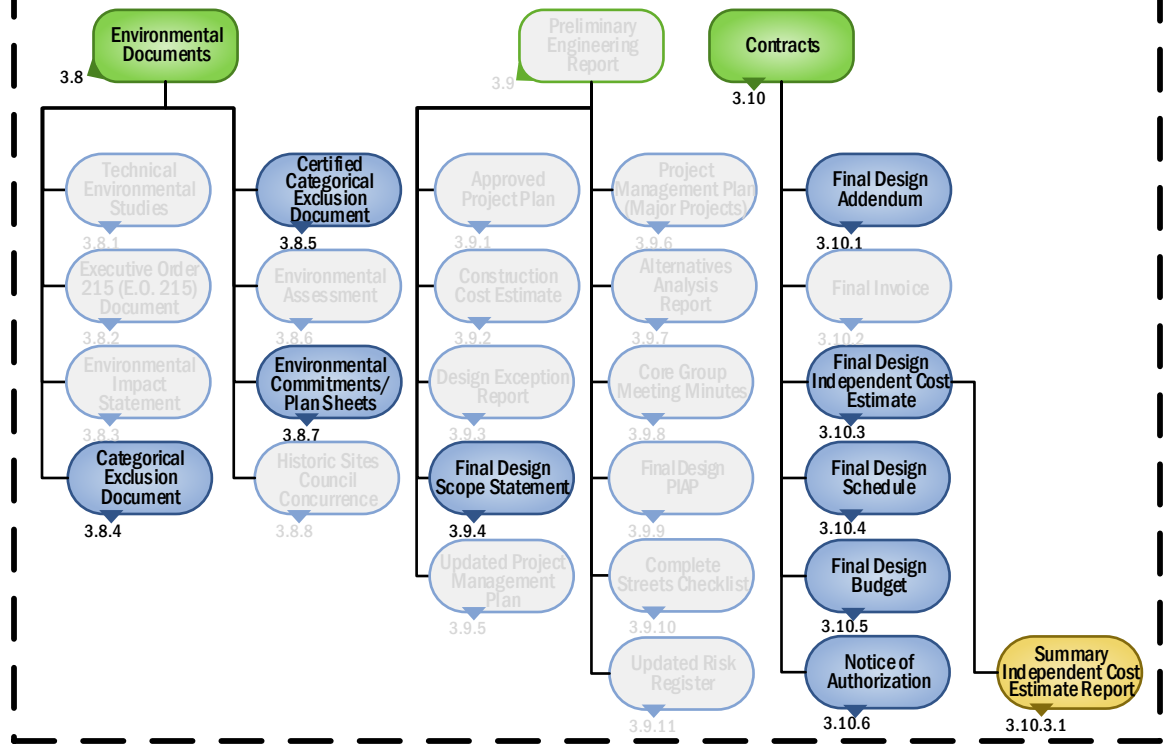 Environmental
Documents
3.8
Technical
Environmental
Studies
3.8.1
Executive Order
215 (E.O. 215)
Document
3.8.2
Environmental
Impact
Statement
3.8.3
Categorical
Exclusion
Document
3.8.4
Certified
Categorical
Exclusion
Document
3.8.5
Environmental
Assessment
3.8.6
Environmental
Commitments/
Plan Sheets
3.8.7
Historic Sites
Council
Concurrence
3.8.8
Preliminary
Engineering
Report
3.9
Approved
Project Plan
3.9.1
Construction
Cost Estimate
3.9.2
Design Exception
Report
3.9.3
Final Design
Scope Statement
3.9.4
Updated Project
Management
Plan
3.9.5
Project
Management Plan
(Major Projects)
3.9.6
Alternatives
Analysis
Report
3.9.7
Core Group
Meeting Minutes
3.9.8
Final Design
PIAP
3.9.9
Complete
Streets Checklist
3.9.10
Updated Risk
Register
3.9.11
Contracts
3.10
Final Design
Addendum
3.10.1
Final Invoice
3.10.2
Final Design
Independent Cost
Estimate
3.10.3
Final Design
Schedule
3.10.4
Final Design
Budget
3.10.5
Notice of
Authorization
3.10.6
Summary
Independent Cost
Estimate Report
3.10.3.1